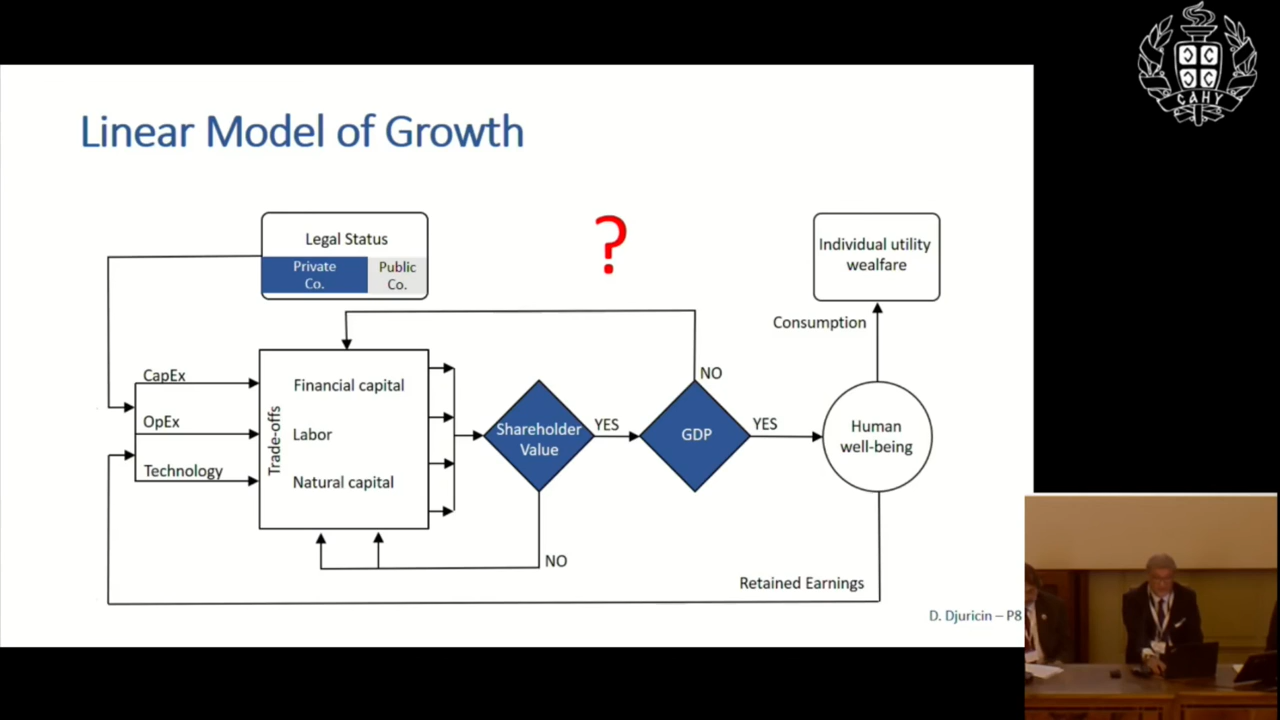 Linear Model of Growth
Legal Status
Private
Co.
Public
Co.
?
Individual utility
wealfare
Consumption
CapEx
OpEx
Technology
Trade-offs
Financial capital
Labor
Natural capital
Shareholder
Value
YES
NO
GDP
NO
YES
Human
well-being
Retained Earnings
D. Djuricin – P8
САНУ